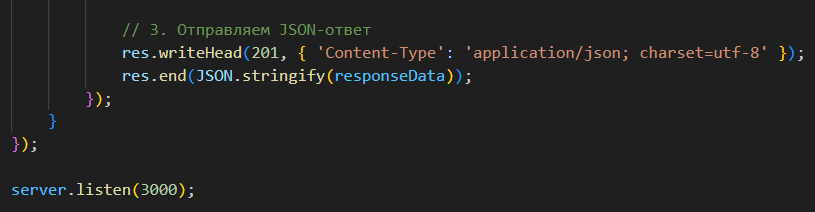 // 3. Отправляем JSON-ответ
res.writeHead(201, { 'Content-Type': 'application/json; charset=utf-8' });
res.end(JSON.stringify(responseData));
});
}
});
server.listen(3000);